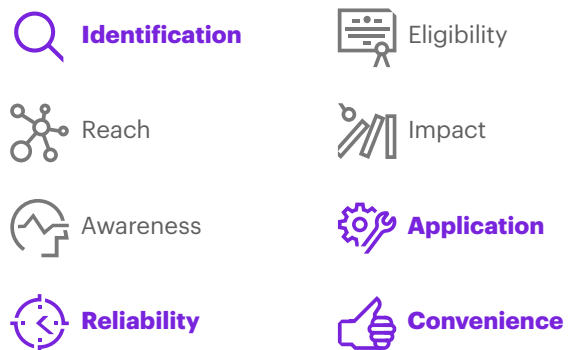 Identification
Eligibility
Reach
Impact
Awareness
Application
Reliability
Convenience